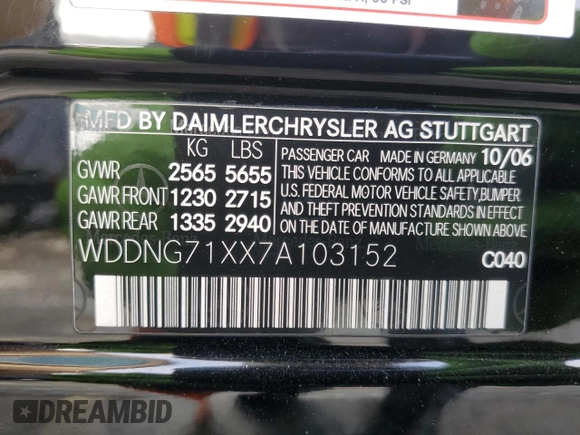 MFD BY DAIMLERCHRYSLER AG STUTTGART
KG LBS
GVWR 2565 5655
GAWR FRONT 1230 2715
GAWR REAR 1335 2940
PASSENGER CAR MADE IN GERMANY 10/06
THIS VEHICLE CONFORMS TO ALL APPLICABLE
U.S. FEDERAL MOTOR VEHICLE SAFETY, BUMPER
AND THEFT PREVENTION STANDARDS IN EFFECT
ON THE DATE OF MANUFACTURE SHOWN ABOVE.
WDDNG71XX7A103152
C040
DREAMBID